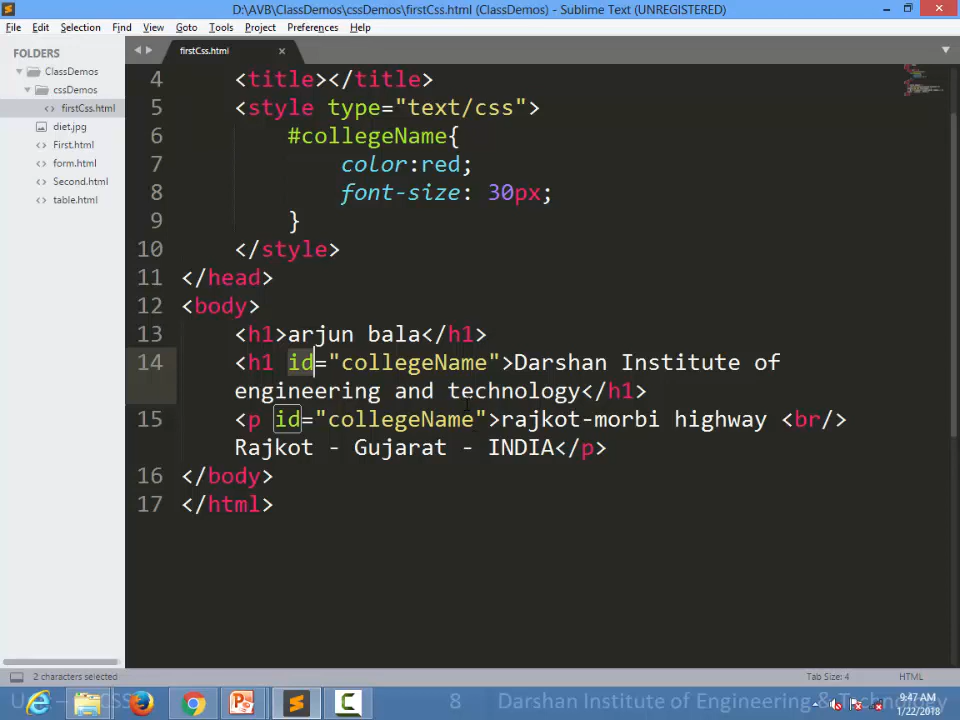 D:\AVB\ClassDemos\cssDemos\firstCss.html (ClassDemos) - Sublime Text (UNREGISTERED)
File Edit Selection Find View Goto Tools Project Preferences Help
FOLDERS
ClassDemos
cssDemos
firstCss.html
diet.jpg
First.html
form.html
Second.html
table.html
firstCss.html
4 <title></title>
5 <style type="text/css">
6 #collegeName{
7 color:red;
8 font-size: 30px;
9 }
10 </style>
11 </head>
12 <body>
13 <h1>arjun bala</h1>
14 <h1 id="collegeName">Darshan Institute of
engineering and technology</h1>
15 <p id="collegeName">rajkot-morbi highway <br/>
Rajkot - Gujarat - INDIA</p>
16 </body>
17 </html>
2 characters selected
Tab Size: 4
HTML
8 Darshan Institute of Engineering & Technology
9:47 AM
1/22/2018